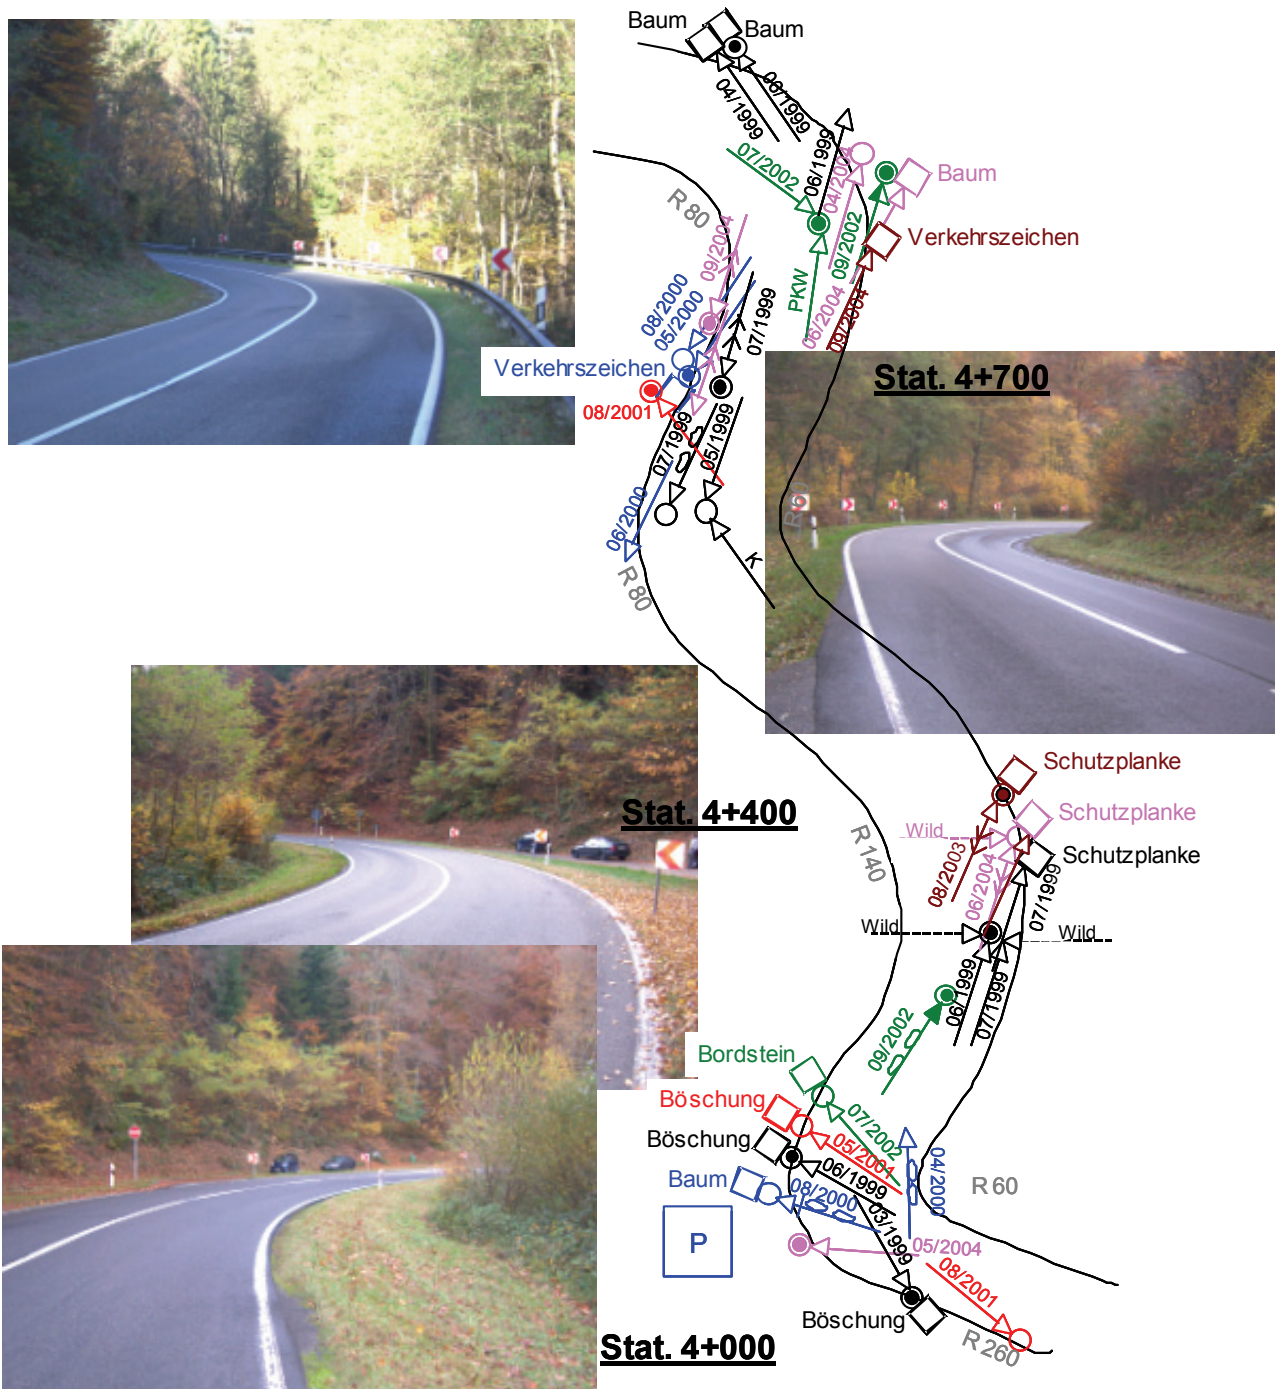 Baum
Baum
04/1999
06/1999
07/2002
06/1999
04/2004
Baum
R 80
09/2004
PKW
09/2002
Verkehrszeichen
06/2004
09/2004
08/2000
05/2000
07/1999
Verkehrszeichen
08/2001
Stat. 4+700
07/1999
05/1999
06/2000
K
R 80
Schutzplanke
Stat. 4+400
Wild
Schutzplanke
R 140
08/2003
06/2004
Schutzplanke
07/1999
Wild
Wild
06/1999
07/1999
09/2002
Bordstein
Böschung
07/2002
05/2001
Böschung
06/1999
04/2000
Baum
08/2000
R 60
03/1999
P
05/2004
08/2001
Böschung
Stat. 4+000
R 260